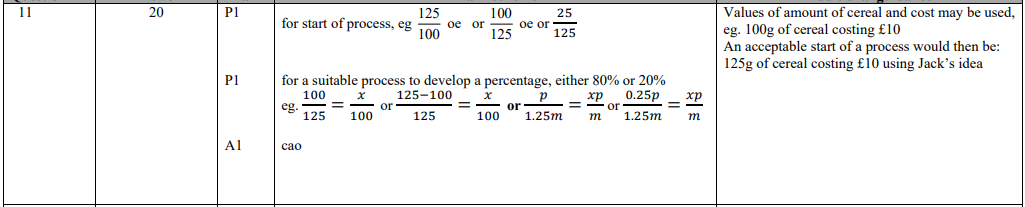 11 20 P1 for start of process, eg 125/100 oe or 100/125 oe or 25/125 Values of amount of cereal and cost may be used,
eg. 100g of cereal costing £10
An acceptable start of a process would then be:
125g of cereal costing £10 using Jack's idea
P1 for a suitable process to develop a percentage, either 80% or 20%
eg. 100/125 = x/100 or 125−100/125 = x/100 or p/1.25m = xp/m or 0.25p/1.25m = xp/m
A1 cao